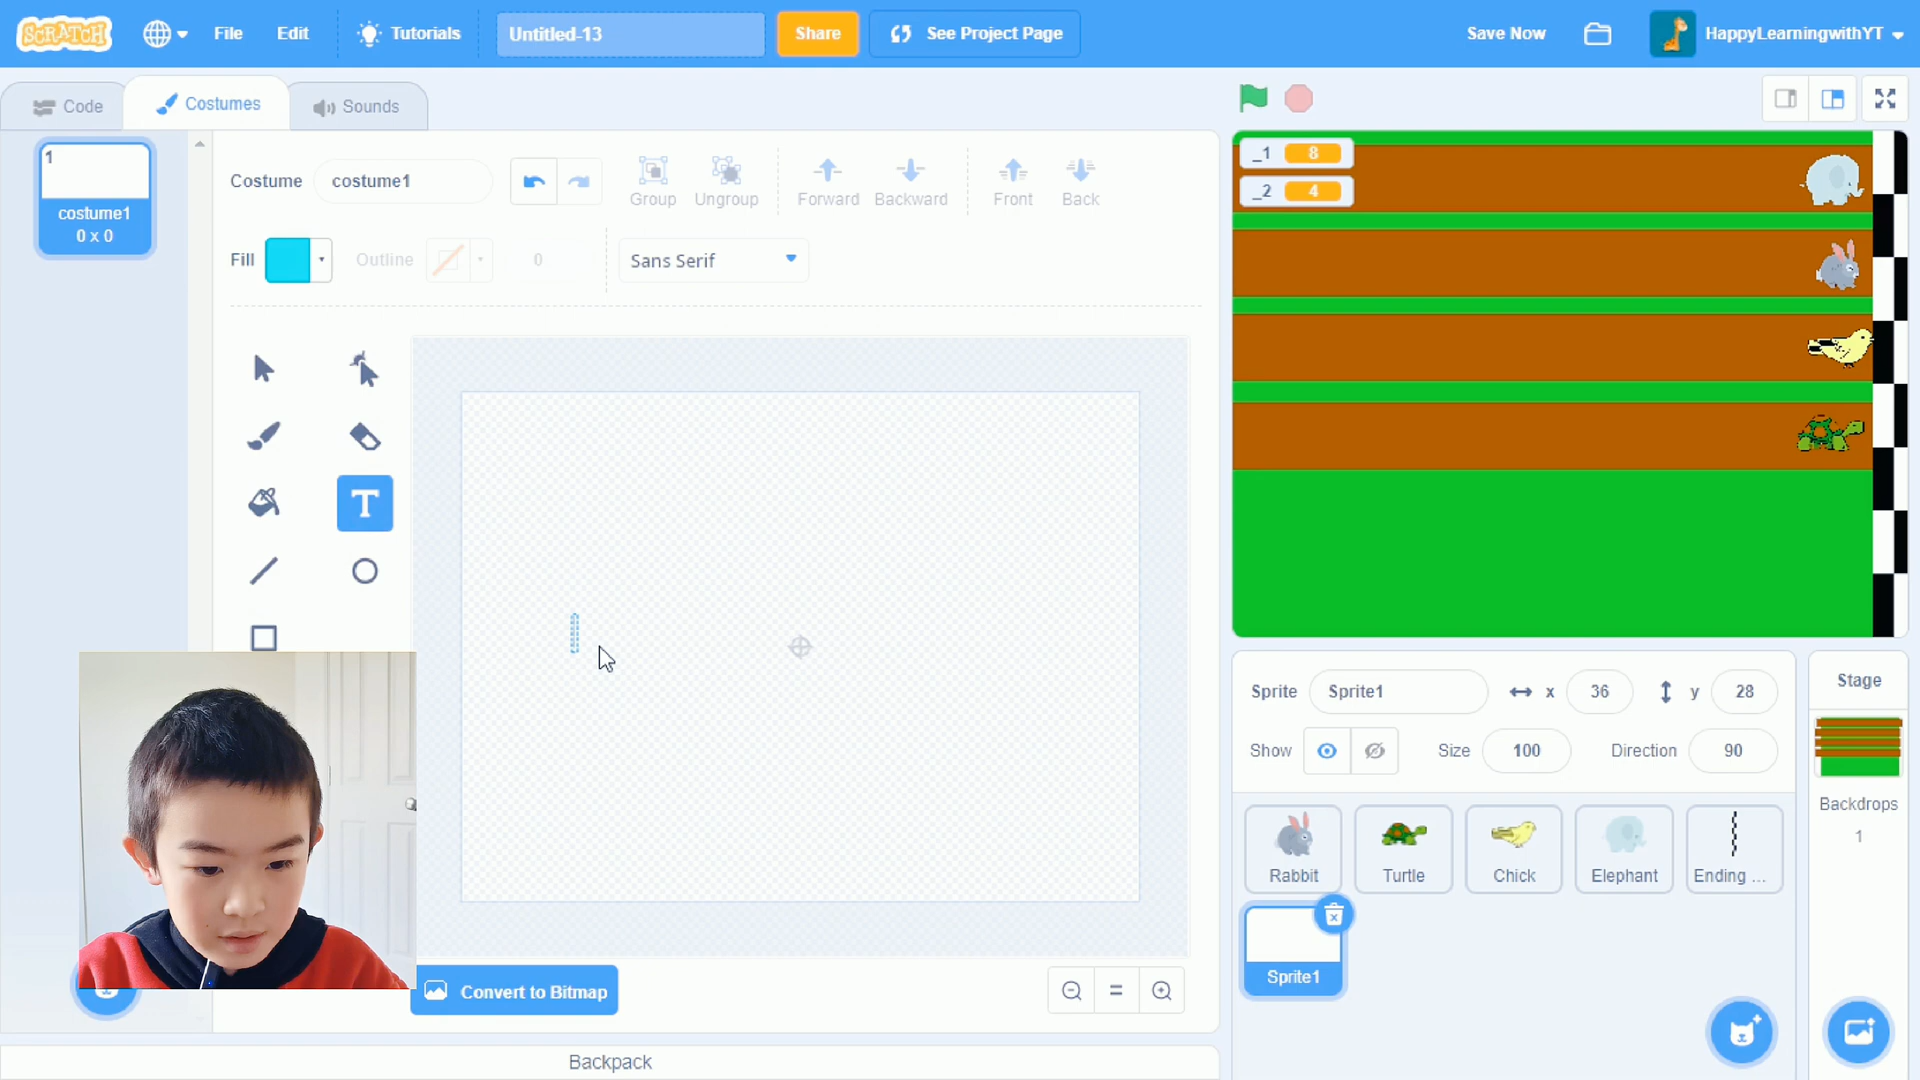 SCRATCH File Edit Tutorials Untitled-13 Share See Project Page Save Now HappyLearningwithYT
Code Costumes Sounds
1
costume1
0 x 0
Costume costume1 Group Ungroup Forward Backward Front Back
Fill Outline 0 Sans Serif
T
Convert to Bitmap
Backpack
_1 8
_2 4
Sprite Sprite1 x 36 y 28
Show Size 100 Direction 90
Rabbit Turtle Chick Elephant Ending ...
Sprite1
Stage
Backdrops
1